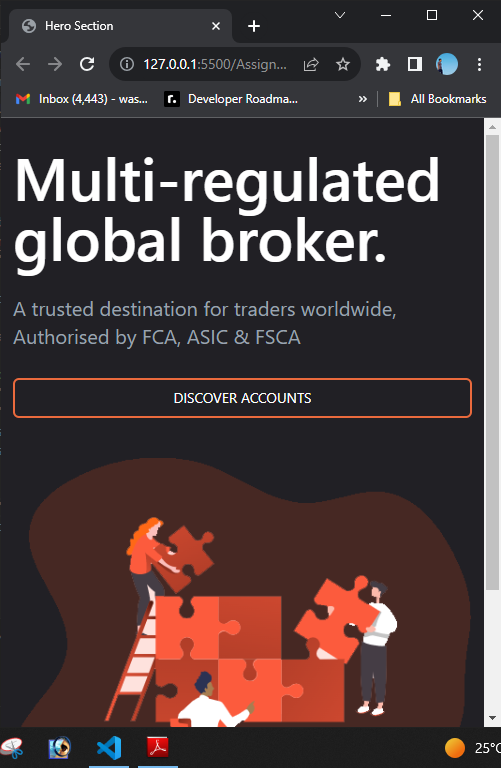 Hero Section
127.0.0.1:5500/Assign...
Inbox (4,443) - was...
r.
Developer Roadma...
»
All Bookmarks
Multi-regulated
global broker.
A trusted destination for traders worldwide,
Authorised by FCA, ASIC & FSCA
DISCOVER ACCOUNTS
25°C